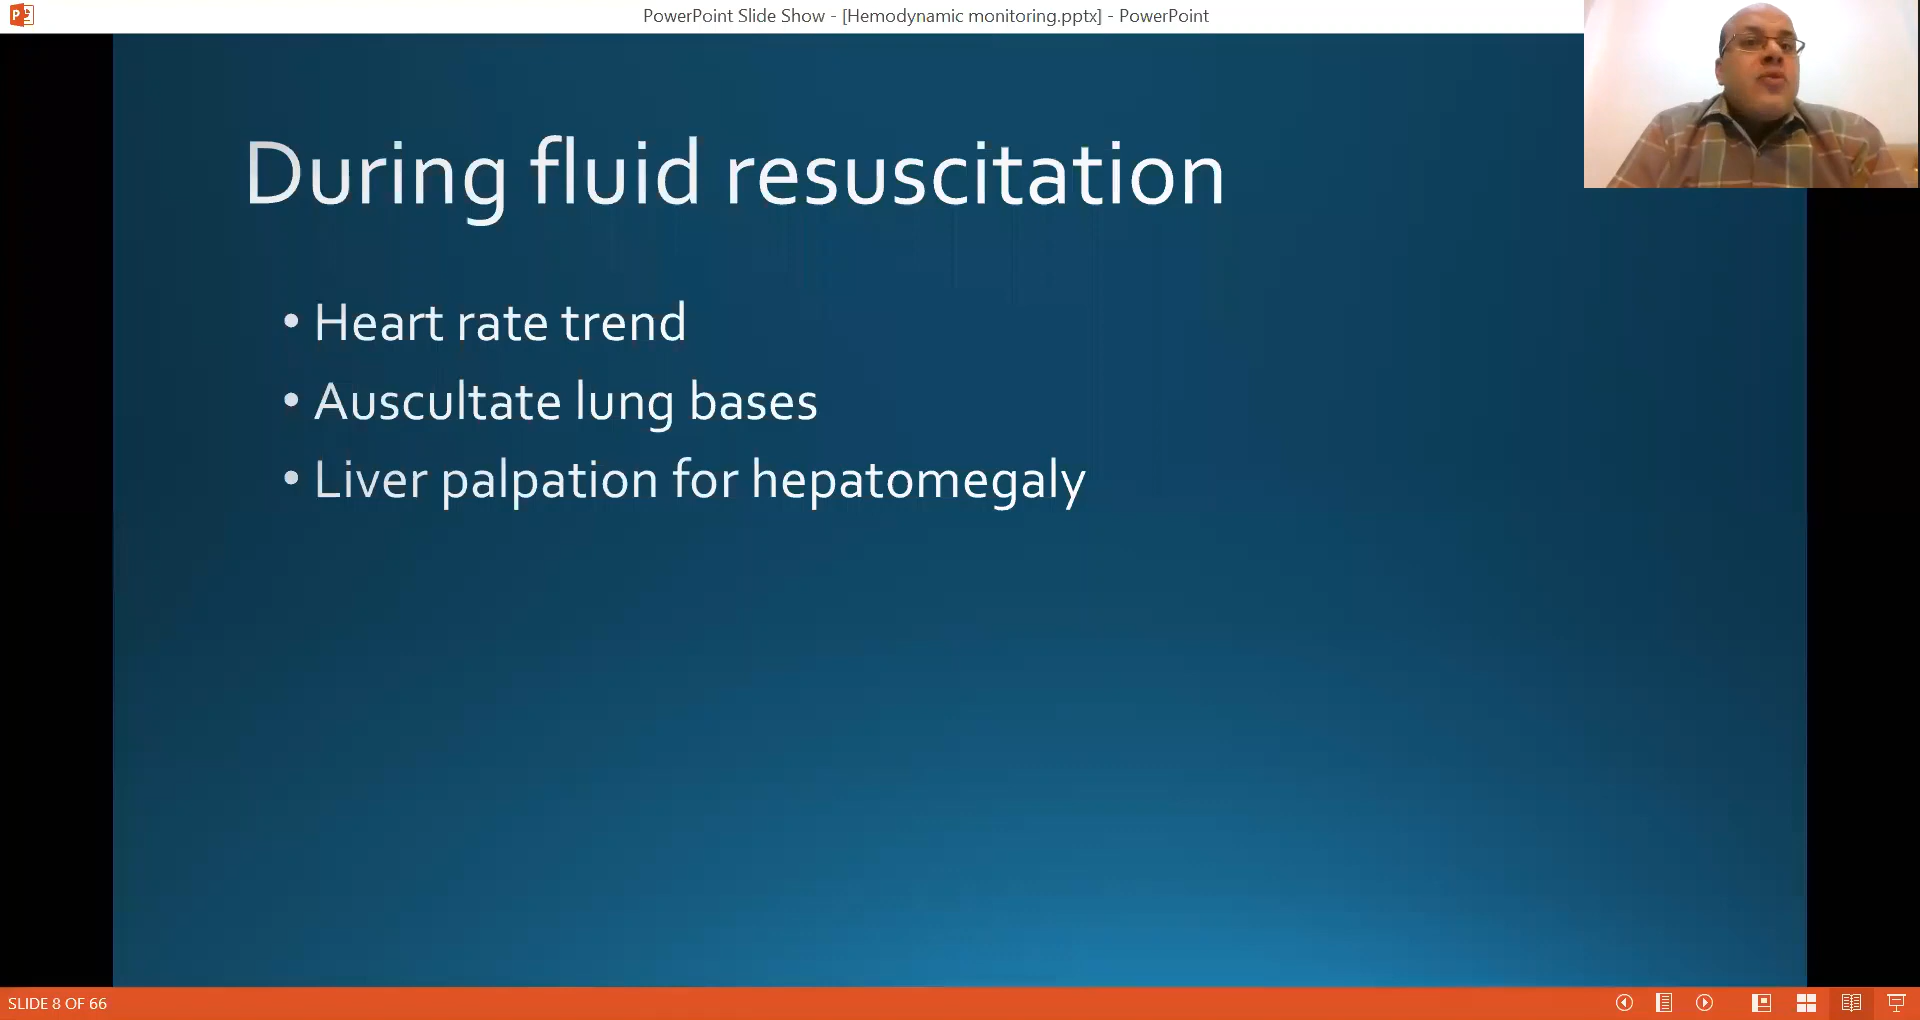 PowerPoint Slide Show - [Hemodynamic monitoring.pptx] - PowerPoint
During fluid resuscitation
• Heart rate trend
• Auscultate lung bases
• Liver palpation for hepatomegaly
SLIDE 8 OF 66